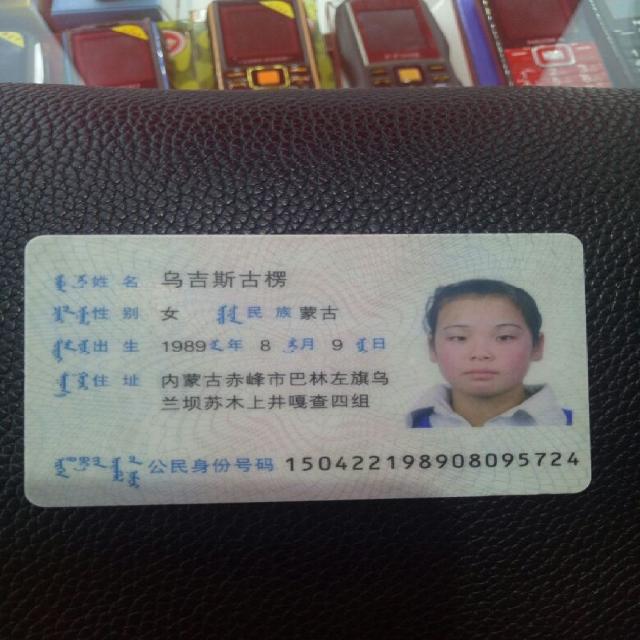 姓名 乌吉斯古楞
性别 女 民族 蒙古
出生 1989 年 8 月 9 日
住址 内蒙古赤峰市巴林左旗乌
兰坝苏木上井嘎查四组
公民身份号码 150422198908095724